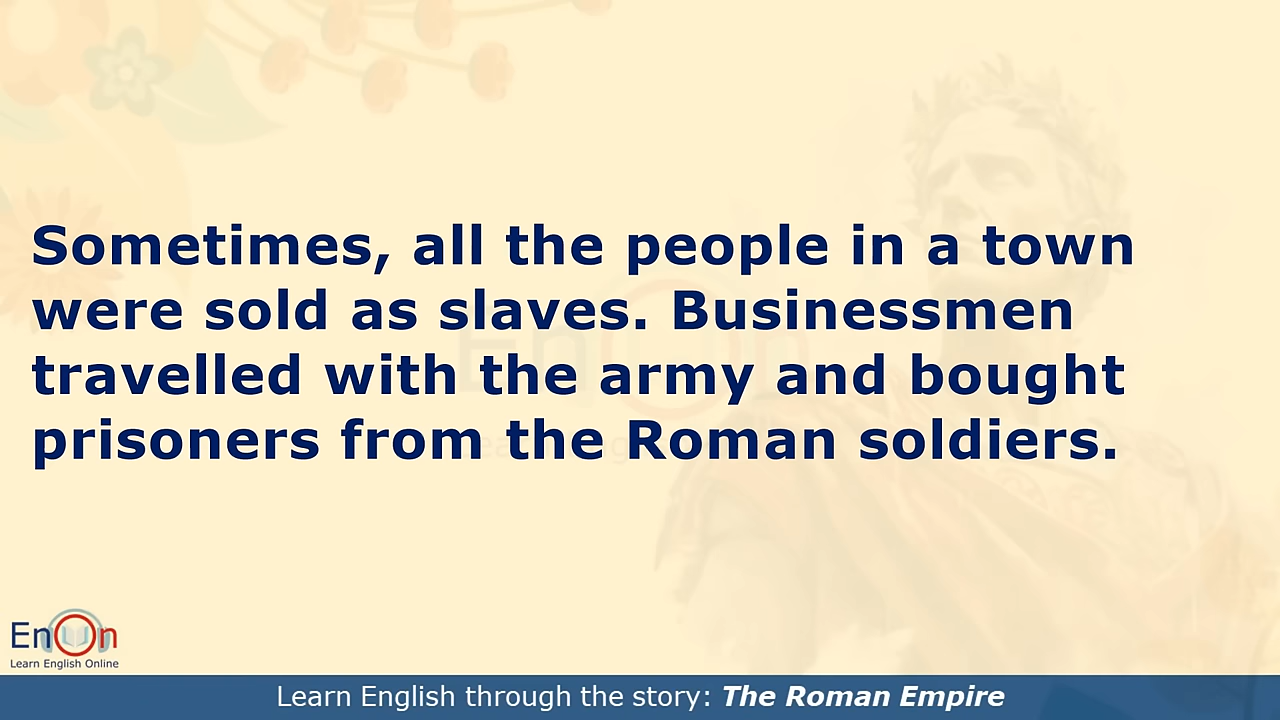 Sometimes, all the people in a town
were sold as slaves. Businessmen
travelled with the army and bought
prisoners from the Roman soldiers.
EnOn
Learn English Online
Learn English through the story: The Roman Empire